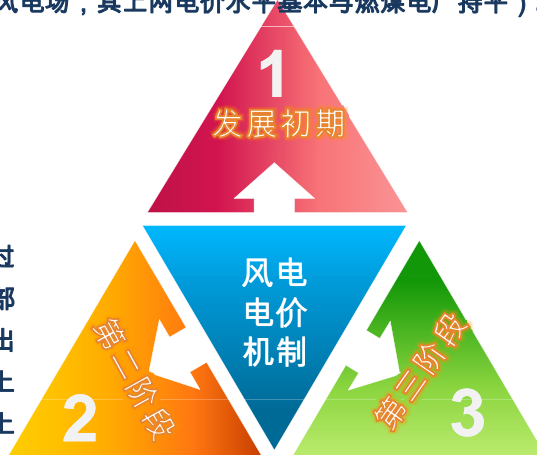 风电场，其上网电价水平基本与燃煤电厂持平）
1
发展初期
过
部
出
上
上
风电
电价
机制
第二阶段
2
第三阶段
3